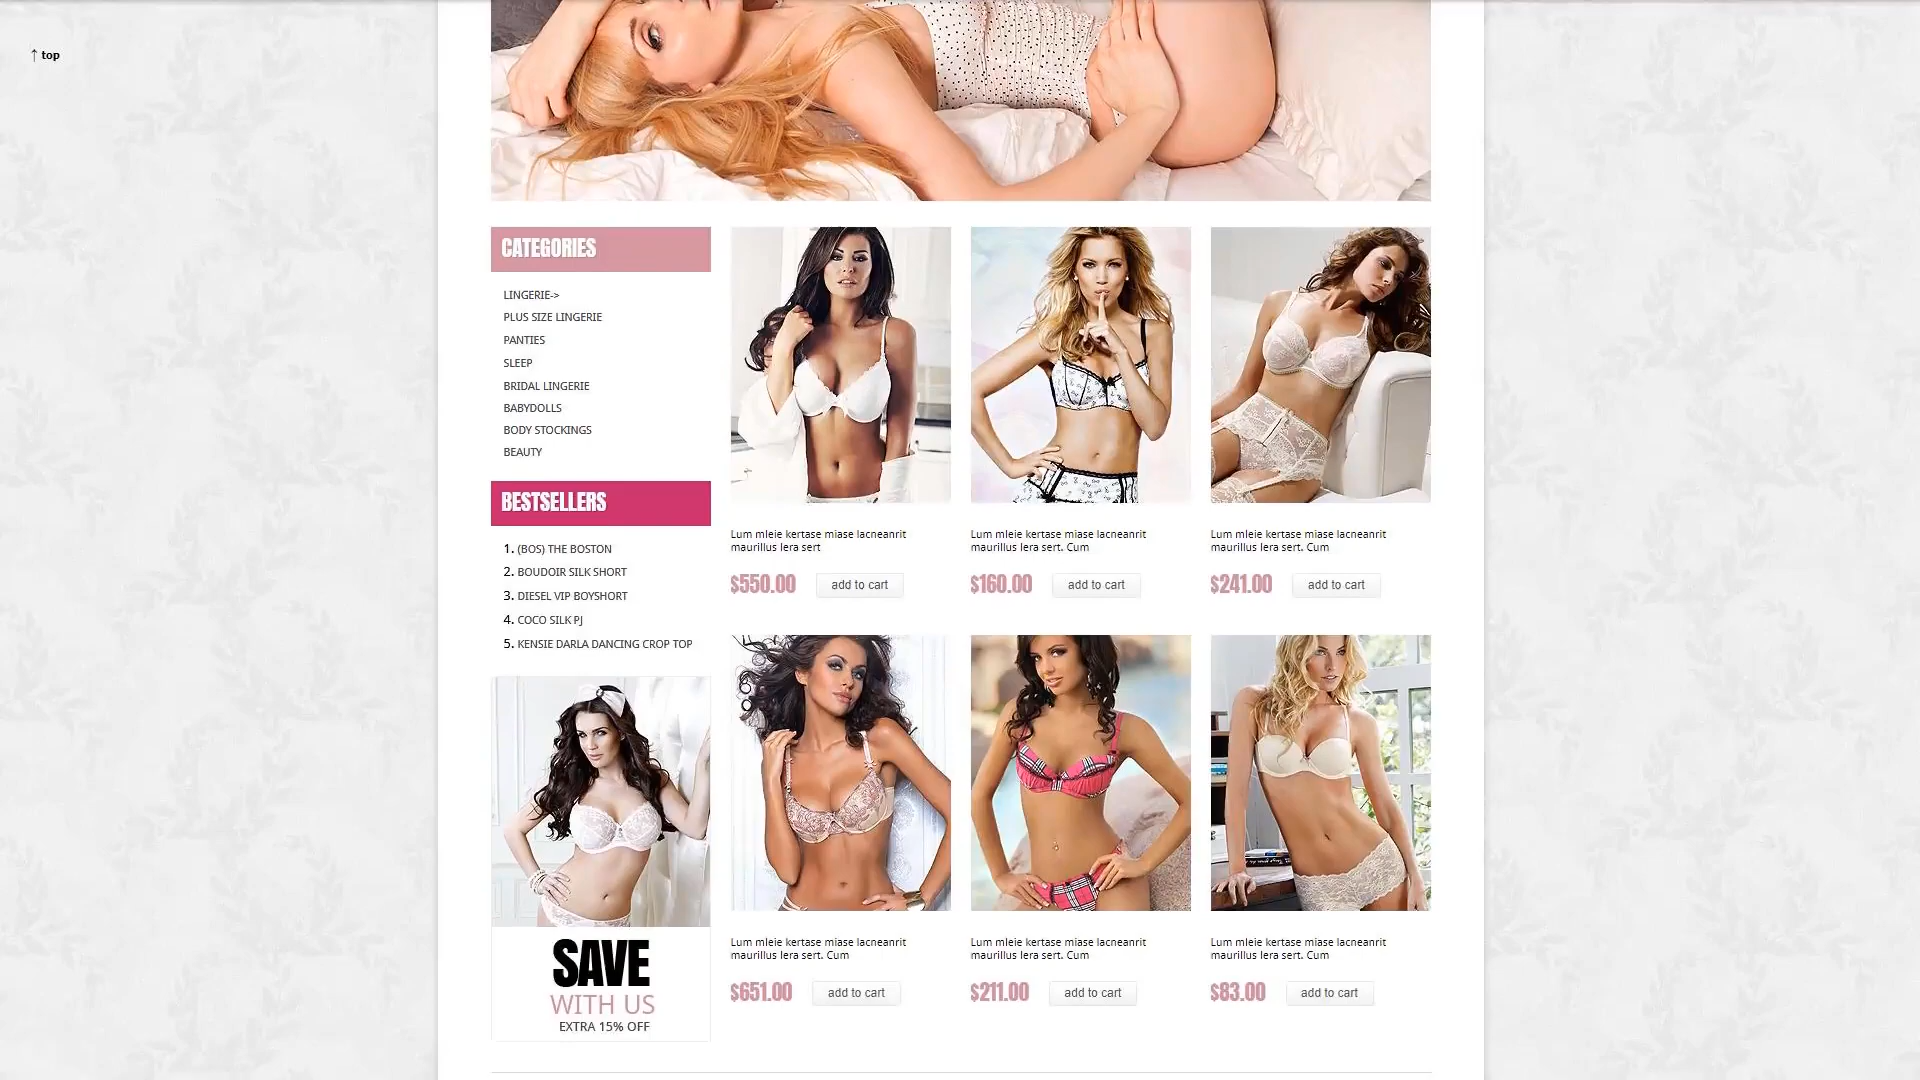 ↑ top
CATEGORIES
LINGERIE->
PLUS SIZE LINGERIE
PANTIES
SLEEP
BRIDAL LINGERIE
BABYDOLLS
BODY STOCKINGS
BEAUTY
BESTSELLERS
1. (BOS) THE BOSTON
2. BOUDOIR SILK SHORT
3. DIESEL VIP BOYSHORT
4. COCO SILK PJ
5. KENSIE DARLA DANCING CROP TOP
SAVE
WITH US
EXTRA 15% OFF
Lum mleie kertase miase lacneanrit
maurillus lera sert
$550.00 add to cart
Lum mleie kertase miase lacneanrit
maurillus lera sert. Cum
$160.00 add to cart
Lum mleie kertase miase lacneanrit
maurillus lera sert. Cum
$241.00 add to cart
Lum mleie kertase miase lacneanrit
maurillus lera sert. Cum
$651.00 add to cart
Lum mleie kertase miase lacneanrit
maurillus lera sert. Cum
$211.00 add to cart
Lum mleie kertase miase lacneanrit
maurillus lera sert. Cum
$83.00 add to cart